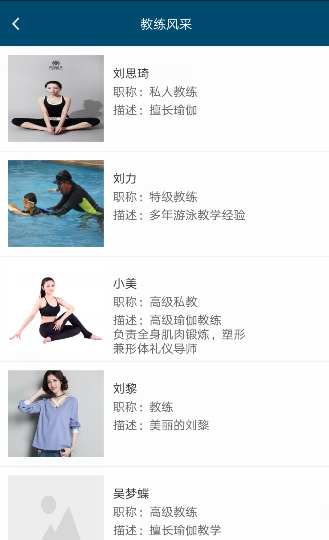 教练风采
刘思琦
职称：私人教练
描述：擅长瑜伽
刘力
职称：特级教练
描述：多年游泳教学经验
小美
职称：高级私教
描述：高级瑜伽教练
负责全身肌肉锻炼，塑形
兼形体礼仪导师
刘黎
职称：教练
描述：美丽的刘黎
吴梦蝶
职称：高级教练
描述：擅长瑜伽教学